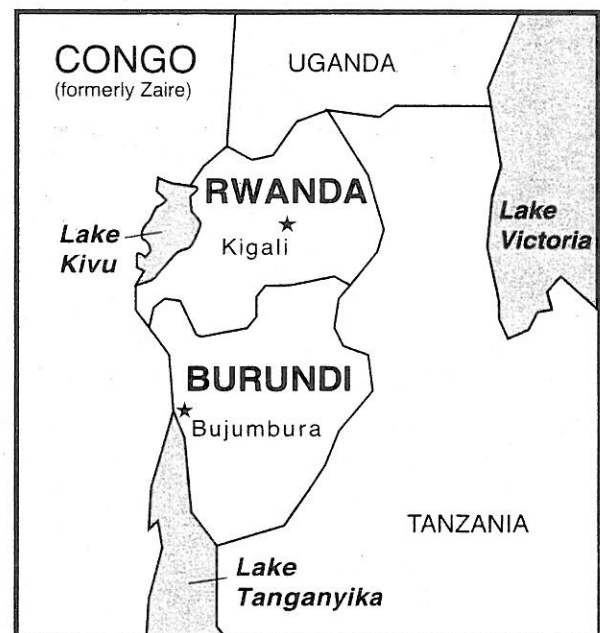 CONGO
(formerly Zaire)
UGANDA
RWANDA
Kigali
Lake
Kivu
Lake
Victoria
BURUNDI
Bujumbura
TANZANIA
Lake
Tanganyika